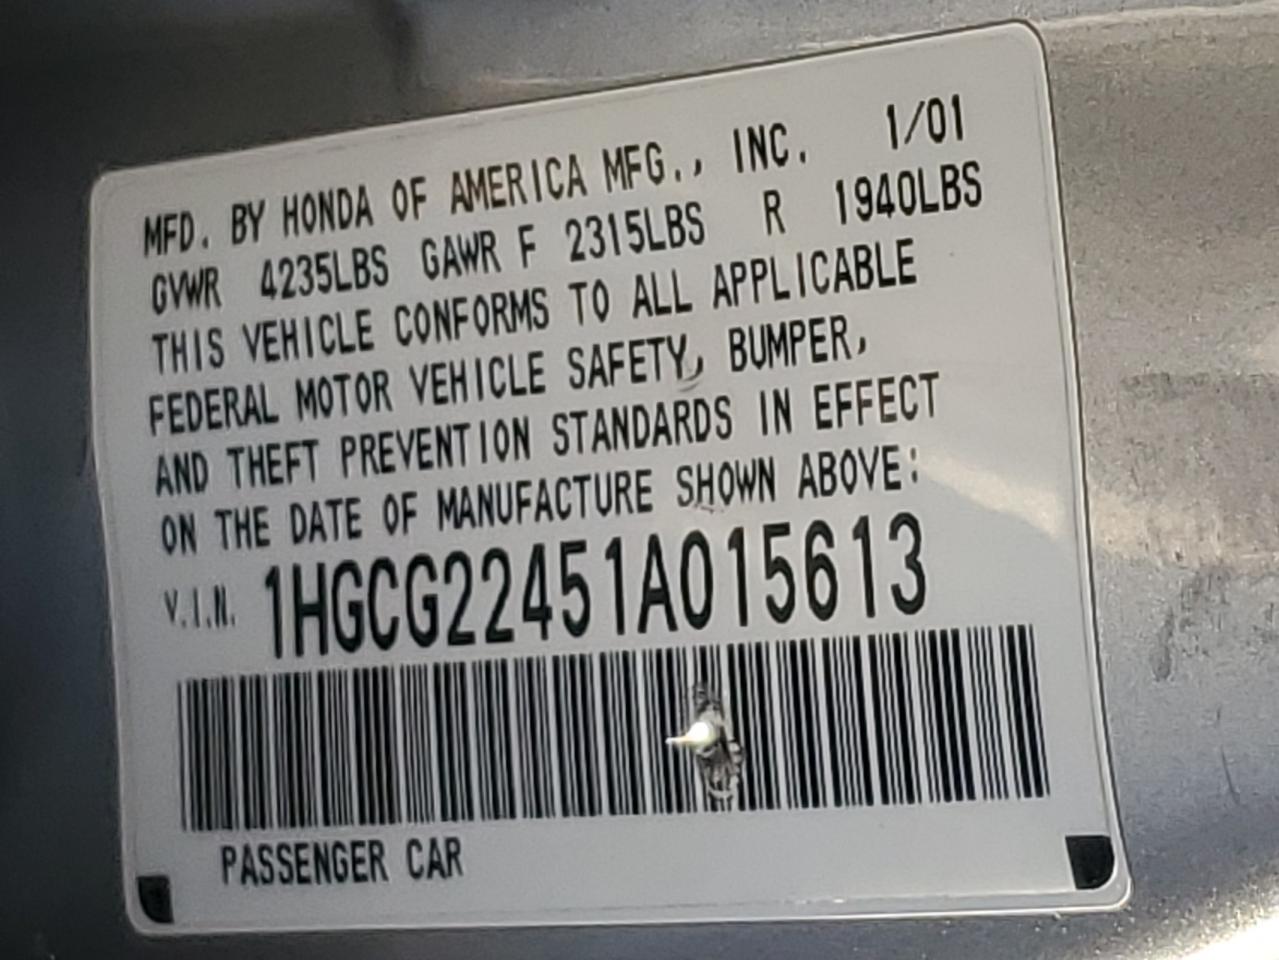 MFD. BY HONDA OF AMERICA MFG., INC. 1/01
GVWR 4235LBS GAWR F 2315LBS R 1940LBS
THIS VEHICLE CONFORMS TO ALL APPLICABLE
FEDERAL MOTOR VEHICLE SAFETY, BUMPER,
AND THEFT PREVENTION STANDARDS IN EFFECT
ON THE DATE OF MANUFACTURE SHOWN ABOVE:
V.I.N. 1HGCG22451A015613
PASSENGER CAR